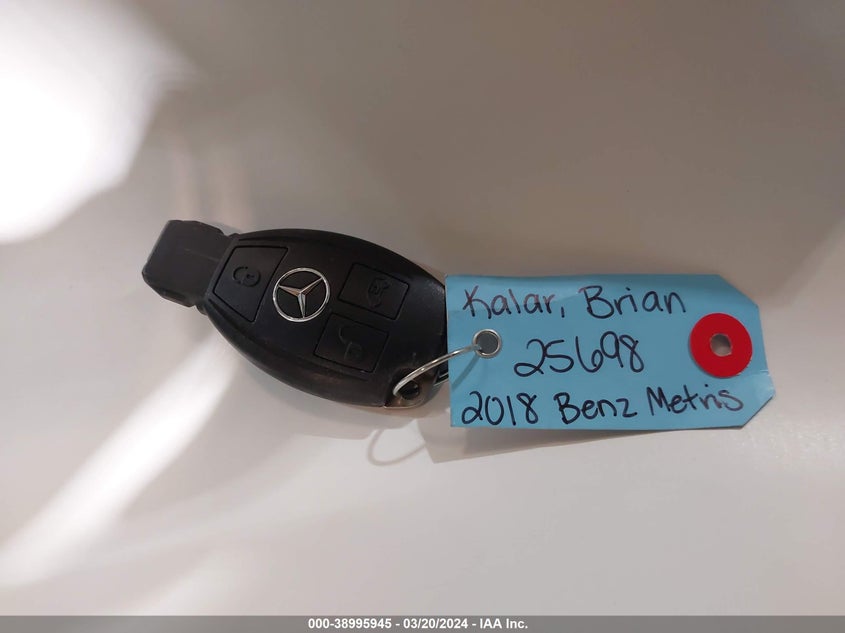 Kalar, Brian
25698
2018 Benz Metris
000-38995945 - 03/20/2024 - IAA Inc.